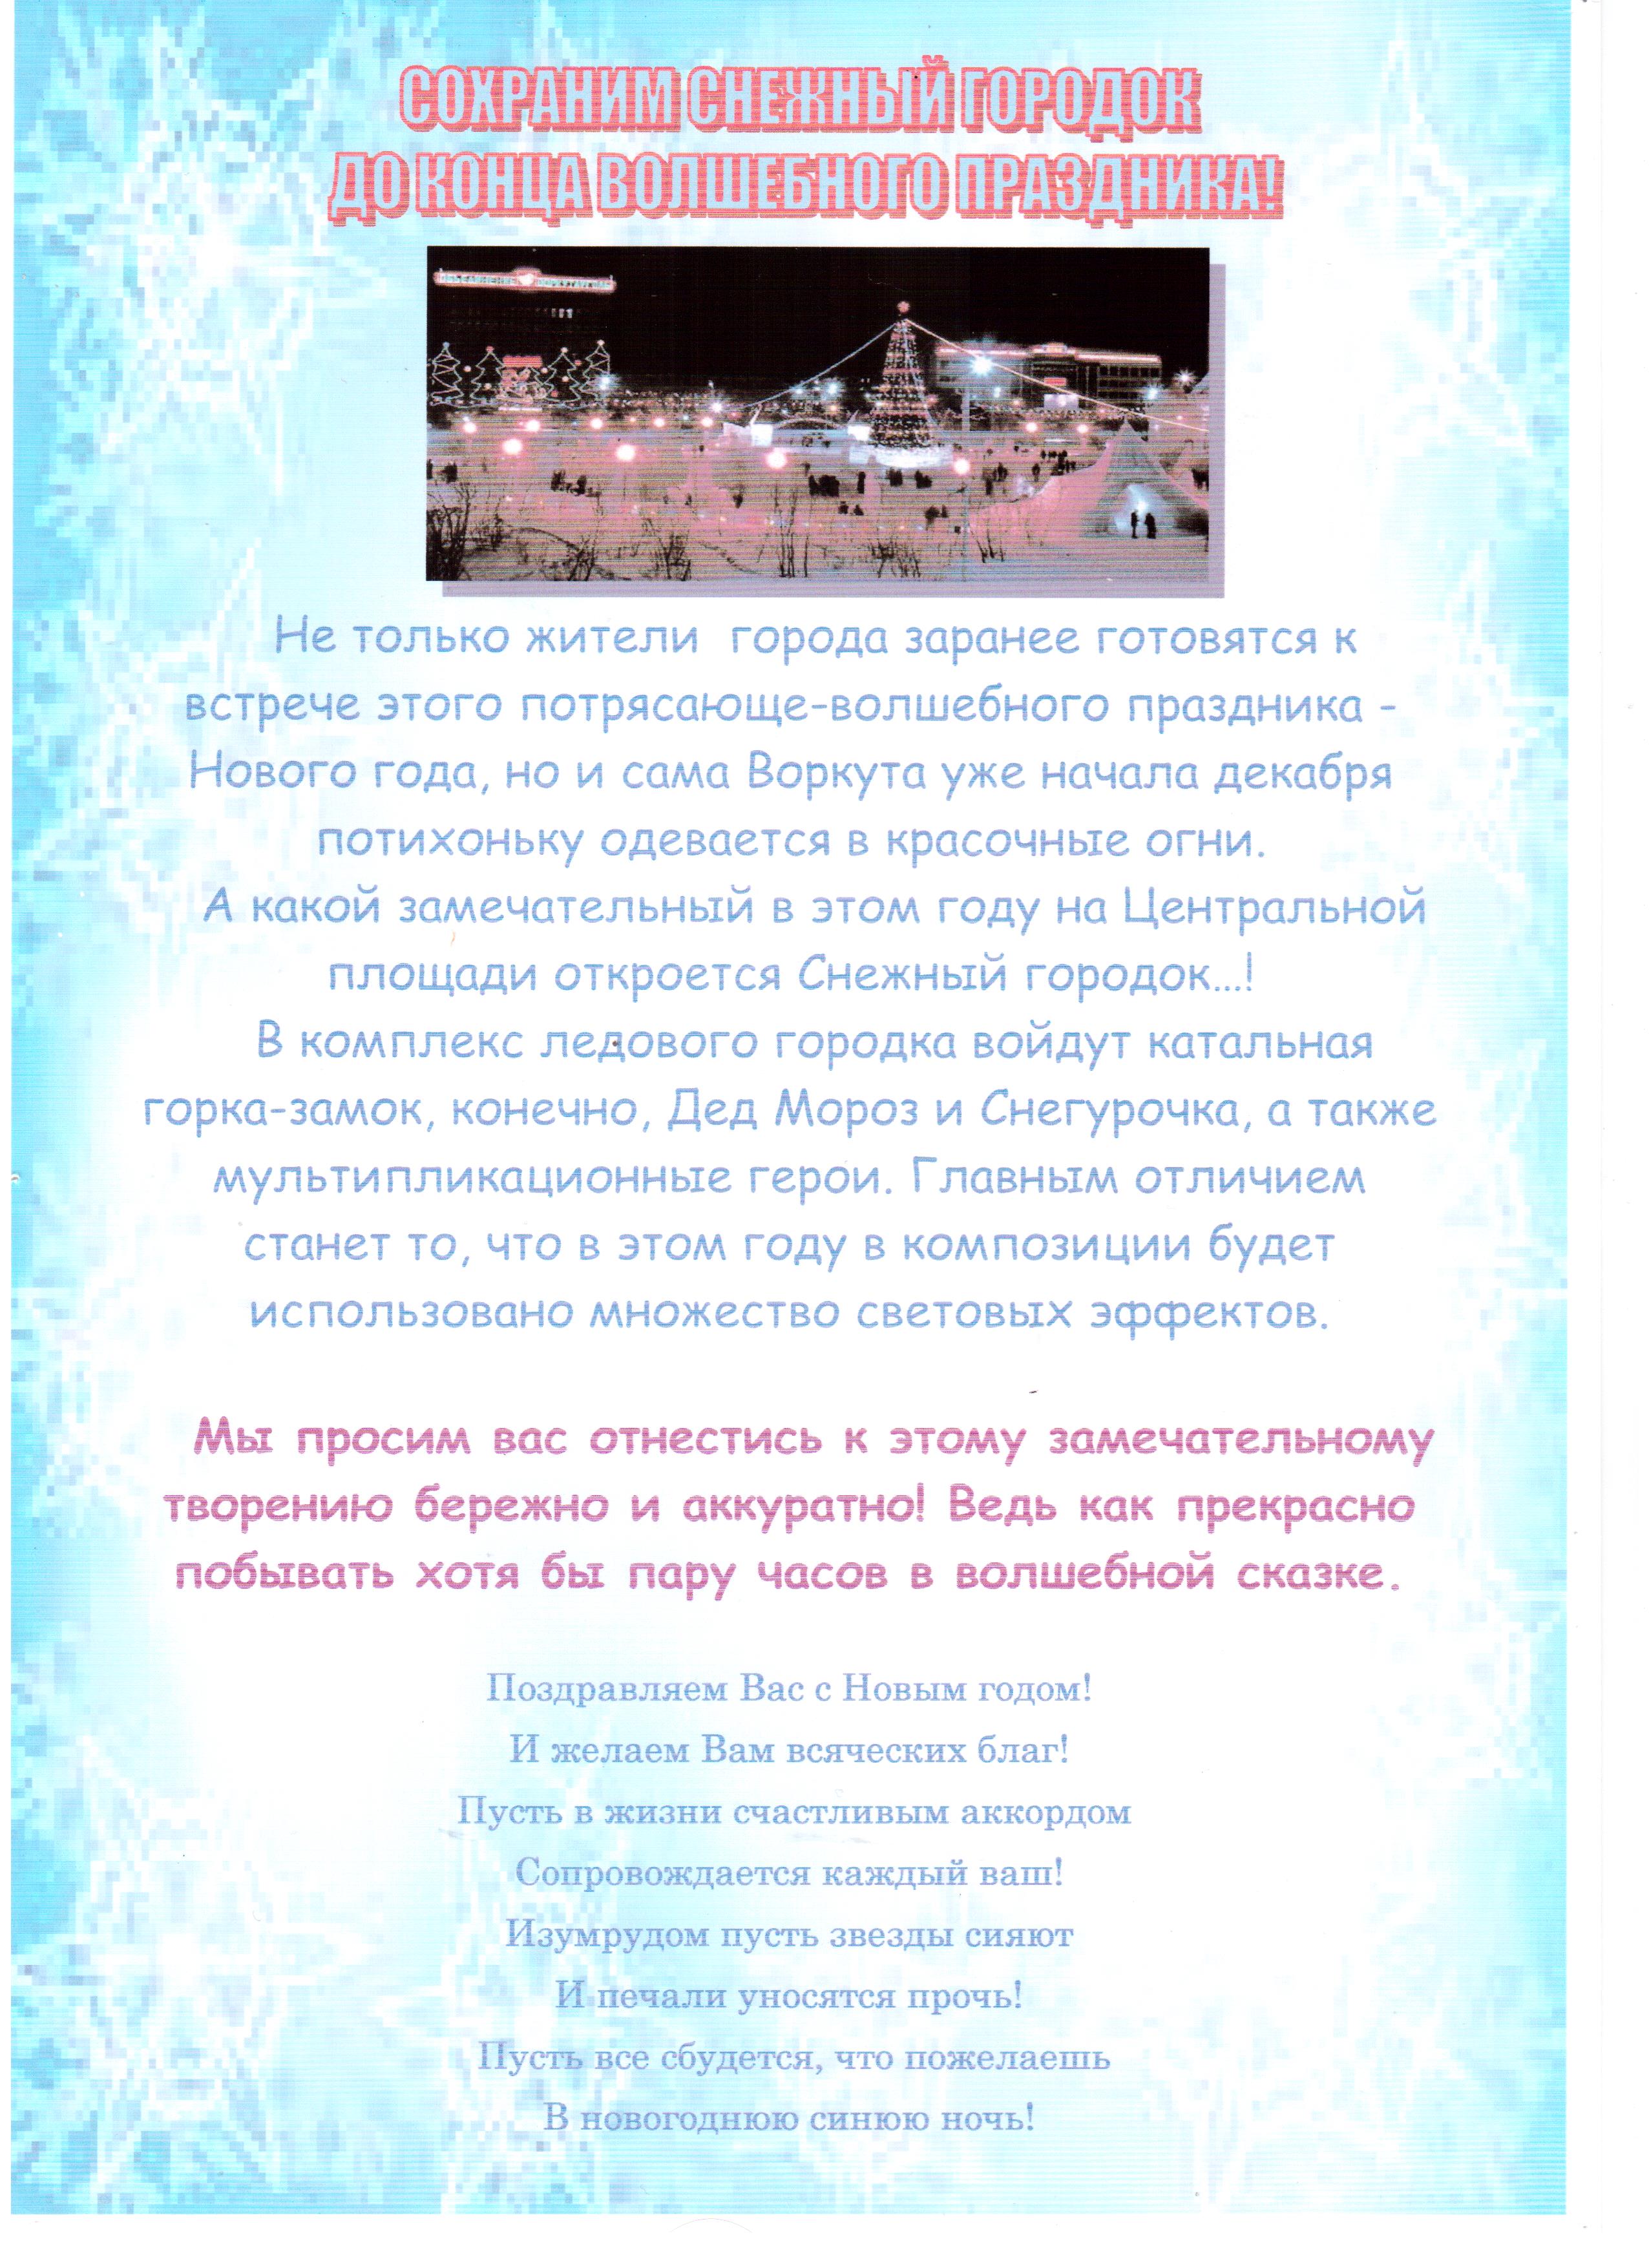 СОХРАНИМ СНЕЖНЫЙ ГОРОДОК
ДО КОНЦА ВОЛШЕБНОГО ПРАЗДНИКА!
ОБЪЕДИНЕНИЕ ВОРКУТАУГОЛЬ
Не только жители города заранее готовятся к
встрече этого потрясающе-волшебного праздника -
Нового года, но и сама Воркута уже начала декабря
потихоньку одевается в красочные огни.
А какой замечательный в этом году на Центральной
площади откроется Снежный городок...!
В комплекс ледового городка войдут катальная
горка-замок, конечно, Дед Мороз и Снегурочка, а также
мультипликационные герои. Главным отличием
станет то, что в этом году в композиции будет
использовано множество световых эффектов.
Мы просим вас отнестись к этому замечательному
творению бережно и аккуратно! Ведь как прекрасно
побывать хотя бы пару часов в волшебной сказке.
Поздравляем Вас с Новым годом!
И желаем Вам всяческих благ!
Пусть в жизни счастливым аккордом
Сопровождается каждый ваш!
Изумрудом пусть звезды сияют
И печали уносятся прочь!
Пусть все сбудется, что пожелаешь
В новогоднюю синюю ночь!